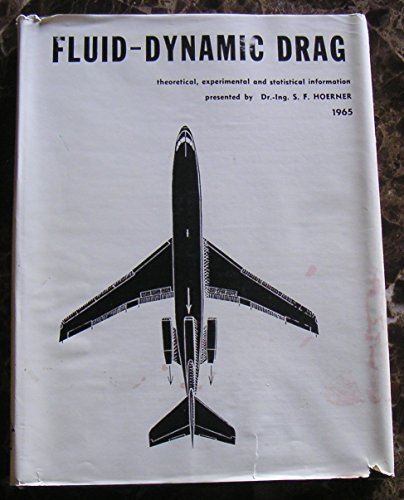 FLUID-DYNAMIC DRAG
theoretical, experimental and statistical information
presented by Dr.-Ing. S. F. HOERNER
1965